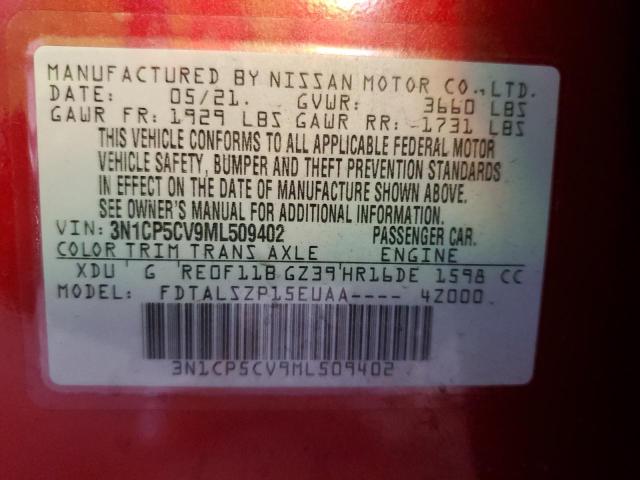 MANUFACTURED BY NISSAN MOTOR CO.,LTD.
DATE: 05/21. GVWR: 3660 LBS
GAWR FR: 1929 LBS GAWR RR: 1731 LBS
THIS VEHICLE CONFORMS TO ALL APPLICABLE FEDERAL MOTOR
VEHICLE SAFETY, BUMPER AND THEFT PREVENTION STANDARDS
IN EFFECT ON THE DATE OF MANUFACTURE SHOWN ABOVE.
SEE OWNER'S MANUAL FOR ADDITIONAL INFORMATION.
VIN: 3N1CP5CV9ML509402 PASSENGER CAR.
COLOR TRIM TRANS AXLE ENGINE
XDU G RE0F11B GZ39 HR16DE 1598 CC
MODEL: FDTALSZP15EUAA---- 4Z000
3N1CP5CV9ML509402